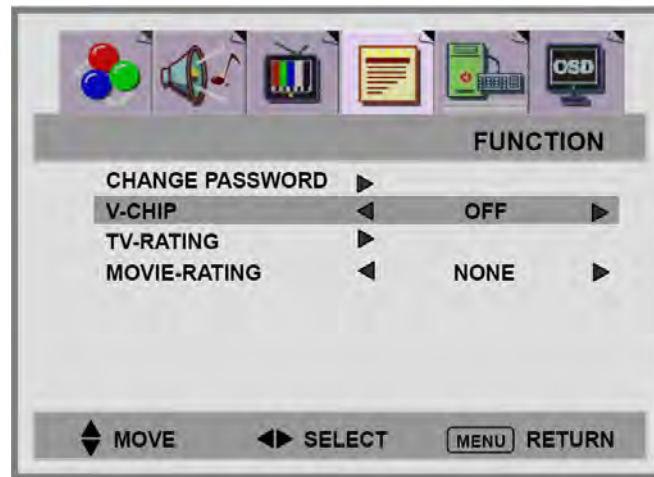 OSD
FUNCTION
CHANGE PASSWORD
V-CHIP OFF
TV-RATING
MOVIE-RATING NONE
MOVE SELECT MENU RETURN